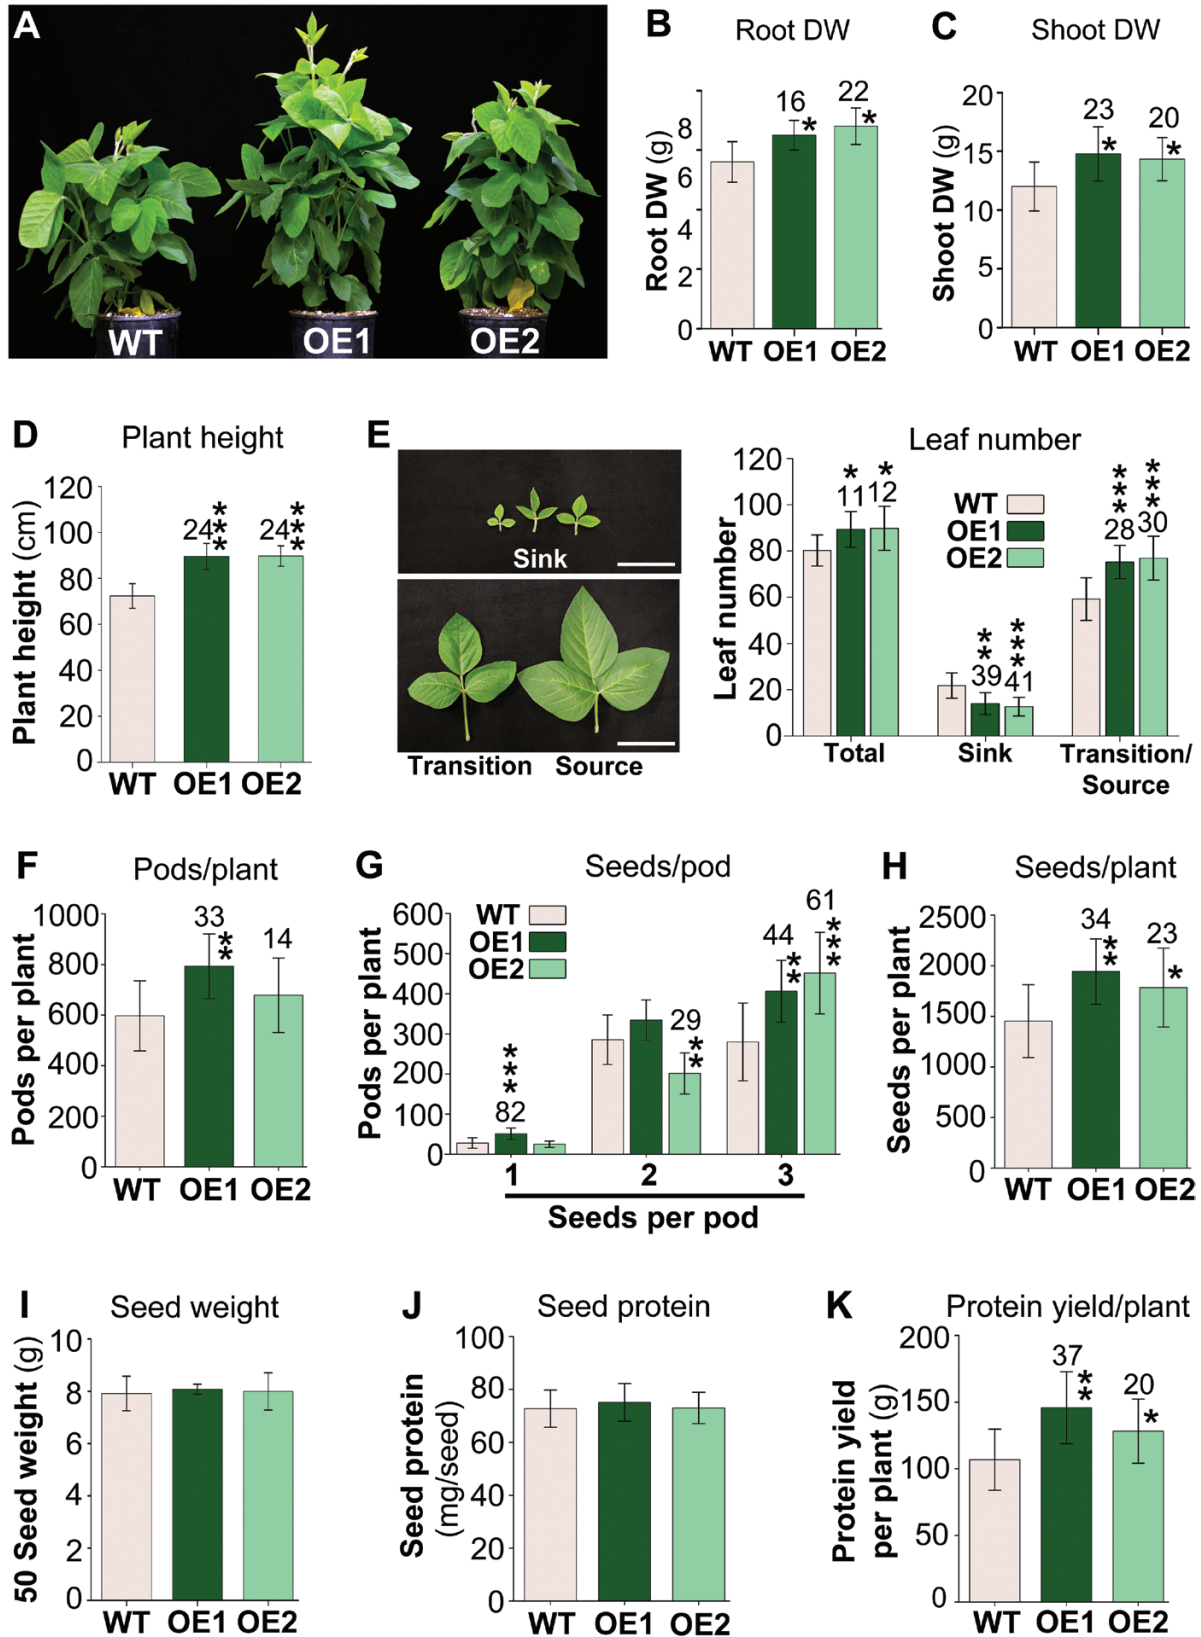 A
WT
OE1
OE2
B
Root DW
Root DW (g)
8
6
4
2
0
16
*
22
*
WT OE1 OE2
C
Shoot DW
Shoot DW (g)
20
15
10
5
0
23
*
20
*
WT OE1 OE2
D
Plant height
Plant height (cm)
120
100
80
60
40
20
0
24
***
24
***
WT OE1 OE2
E
Sink
Transition Source
Leaf number
Leaf number
120
100
80
60
40
20
0
WT
OE1
OE2
*
11
*
12
**
39
***
41
***
28
***
30
Total
Sink
Transition/
Source
F
Pods/plant
Pods per plant
1000
800
600
400
200
0
33
**
14
WT OE1 OE2
G
Seeds/pod
Pods per plant
600
500
400
300
200
100
0
WT
OE1
OE2
***
82
29
**
44
**
61
***
1 2 3
Seeds per pod
H
Seeds/plant
Seeds per plant
2500
2000
1500
1000
500
0
34
**
23
*
WT OE1 OE2
I
Seed weight
50 Seed weight (g)
10
8
6
4
2
0
WT OE1 OE2
J
Seed protein
Seed protein
(mg/seed)
100
80
60
40
20
0
WT OE1 OE2
K
Protein yield/plant
Protein yield
per plant (g)
200
150
100
50
0
37
**
20
*
WT OE1 OE2